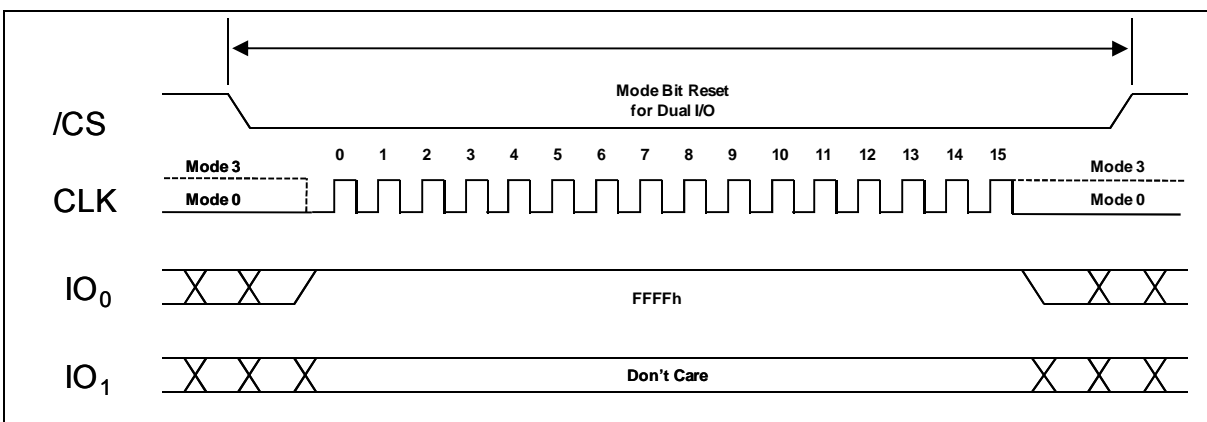 Mode Bit Reset
for Dual I/O
/CS
0 1 2 3 4 5 6 7 8 9 10 11 12 13 14 15
Mode 3 Mode 3
CLK Mode 0 Mode 0
IO0 FFFFh
IO1 Don't Care